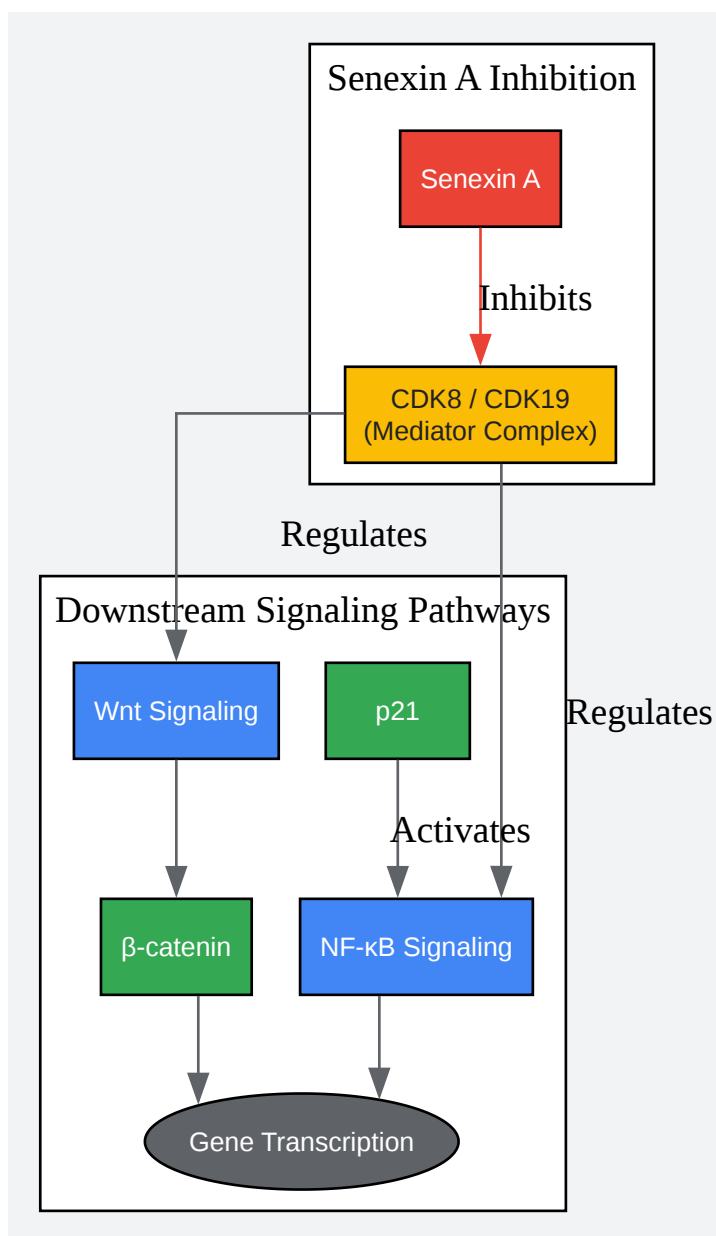 Senexin A Inhibition
Senexin A
Inhibits
CDK8 / CDK19
(Mediator Complex)
Regulates
Downstream Signaling Pathways
Wnt Signaling
p21
Regulates
Activates
β-catenin
NF-κB Signaling
Gene Transcription